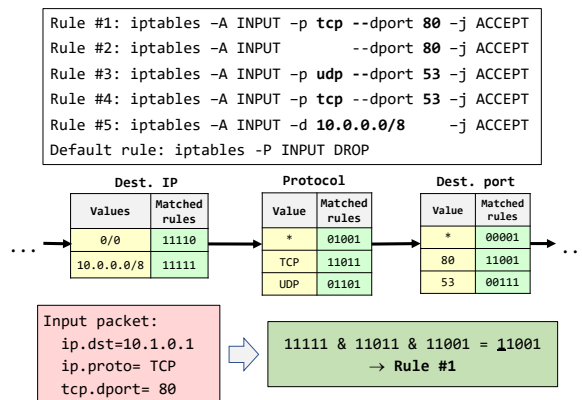 Rule #1: iptables –A INPUT –p tcp --dport 80 –j ACCEPT
Rule #2: iptables –A INPUT --dport 80 –j ACCEPT
Rule #3: iptables –A INPUT –p udp --dport 53 –j ACCEPT
Rule #4: iptables –A INPUT –p tcp --dport 53 –j ACCEPT
Rule #5: iptables –A INPUT –d 10.0.0.0/8 –j ACCEPT
Default rule: iptables -P INPUT DROP
Dest. IP
Values Matched rules
0/0 11110
10.0.0.0/8 11111
Protocol
Value Matched rules
* 01001
TCP 11011
UDP 01101
Dest. port
Value Matched rules
* 00001
80 11001
53 00111
...
..
Input packet:
ip.dst=10.1.0.1
ip.proto= TCP
tcp.dport= 80
11111 & 11011 & 11001 = 11001
→ Rule #1